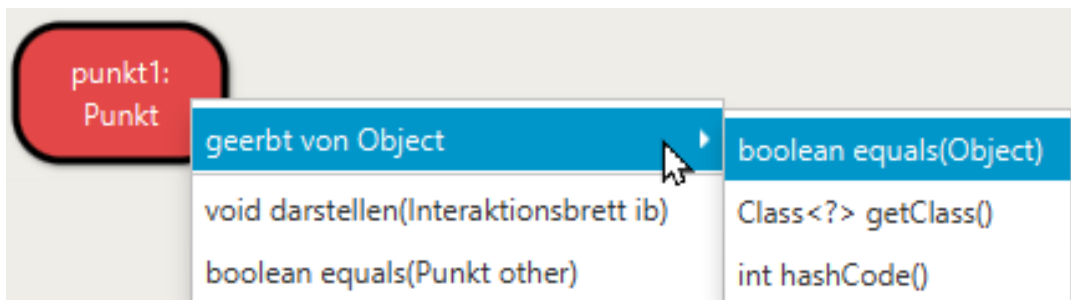 punkt1:
Punkt
geerbt von Object
void darstellen(Interaktionsbrett ib)
boolean equals(Punkt other)
boolean equals(Object)
Class<?> getClass()
int hashCode()